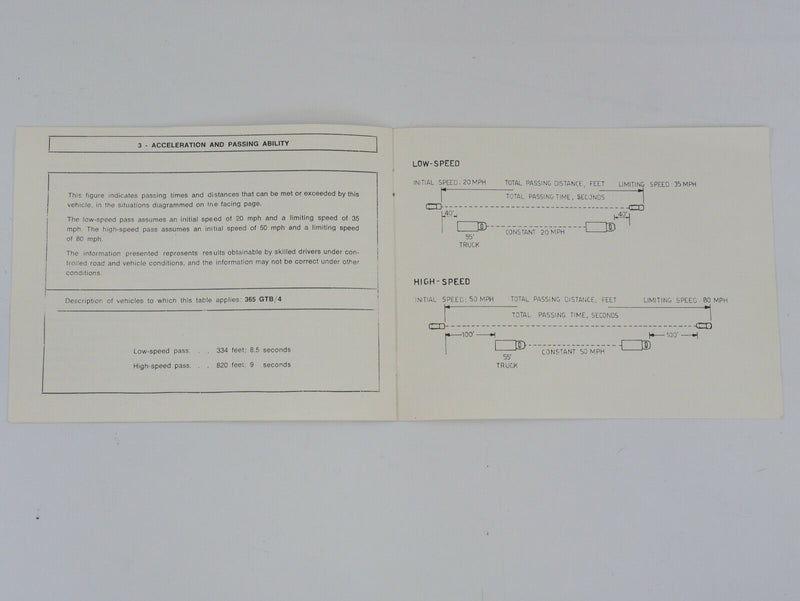 3 - ACCELERATION AND PASSING ABILITY
This figure indicates passing times and distances that can be met or exceeded by this
vehicle, in the situations diagrammed on the facing page.
The low-speed pass assumes an initial speed of 20 mph and a limiting speed of 35
mph. The high-speed pass assumes an initial speed of 50 mph and a limiting speed
of 80 mph.
The information presented represents results obtainable by skilled drivers under con-
trolled road and vehicle conditions, and the information may not be correct under other
conditions.
Description of vehicles to which this table applies: 365 GTB/4
Low-speed pass. . . 334 feet; 8.5 seconds
High-speed pass. . . 820 feet; 9 seconds
LOW-SPEED
INITIAL SPEED: 20 MPH TOTAL PASSING DISTANCE, FEET LIMITING SPEED: 35 MPH
TOTAL PASSING TIME, SECONDS
40' 40'
CONSTANT 20 MPH
55'
TRUCK
HIGH-SPEED
INITIAL SPEED: 50 MPH TOTAL PASSING DISTANCE, FEET LIMITING SPEED: 80 MPH
TOTAL PASSING TIME, SECONDS
100' 100'
CONSTANT 50 MPH
55'
TRUCK